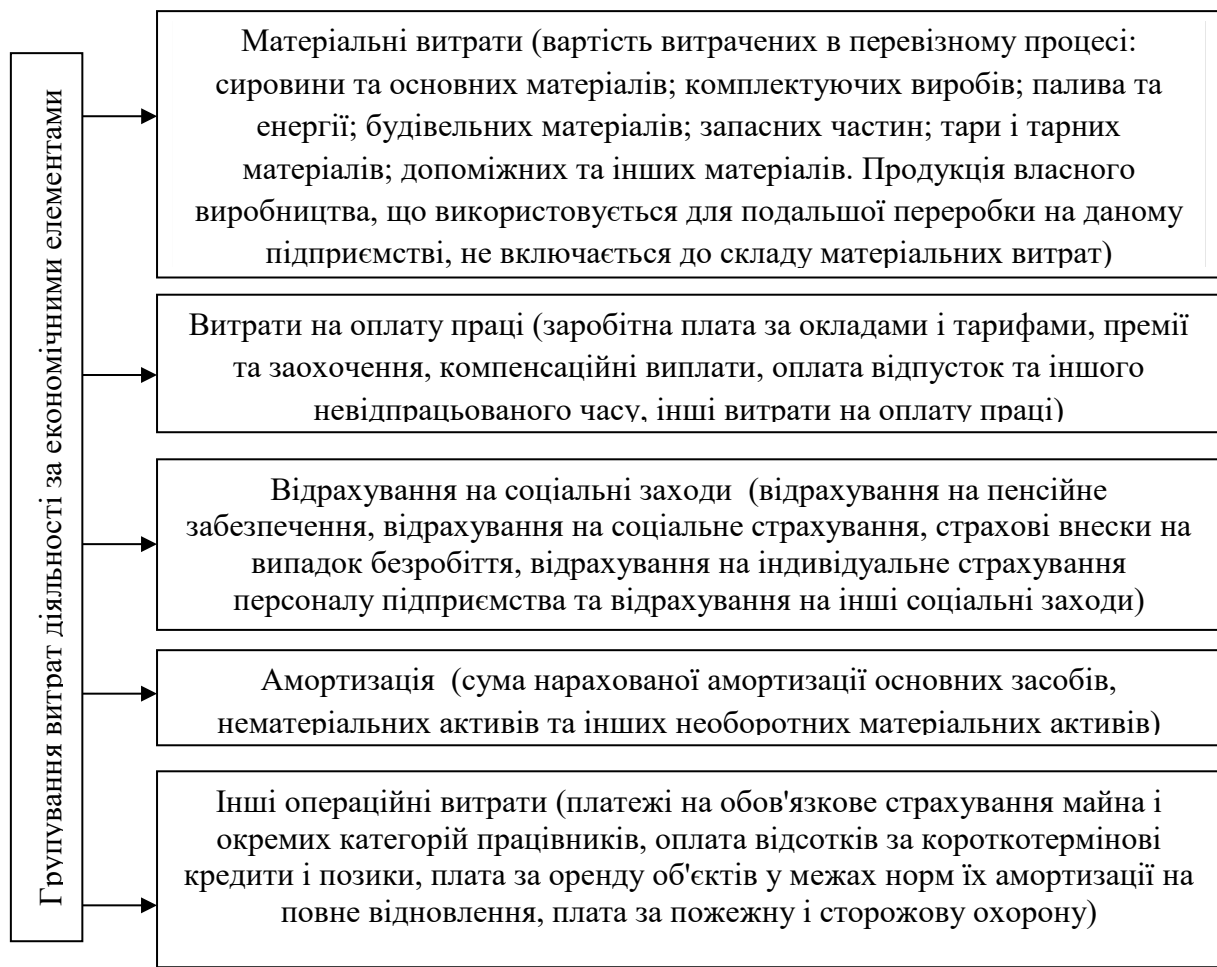 Групування витрат діяльності за економічними елементами
Матеріальні витрати (вартість витрачених в перевізному процесі:
сировини та основних матеріалів; комплектуючих виробів; палива та
енергії; будівельних матеріалів; запасних частин; тари і тарних
матеріалів; допоміжних та інших матеріалів. Продукція власного
виробництва, що використовується для подальшої переробки на даному
підприємстві, не включається до складу матеріальних витрат)
Витрати на оплату праці (заробітна плата за окладами і тарифами, премії
та заохочення, компенсаційні виплати, оплата відпусток та іншого
невідпрацьованого часу, інші витрати на оплату праці)
Відрахування на соціальні заходи (відрахування на пенсійне
забезпечення, відрахування на соціальне страхування, страхові внески на
випадок безробіття, відрахування на індивідуальне страхування
персоналу підприємства та відрахування на інші соціальні заходи)
Амортизація (сума нарахованої амортизації основних засобів,
нематеріальних активів та інших необоротних матеріальних активів)
Інші операційні витрати (платежі на обов'язкове страхування майна і
окремих категорій працівників, оплата відсотків за короткотермінові
кредити і позики, плата за оренду об'єктів у межах норм їх амортизації на
повне відновлення, плата за пожежну і сторожову охорону)